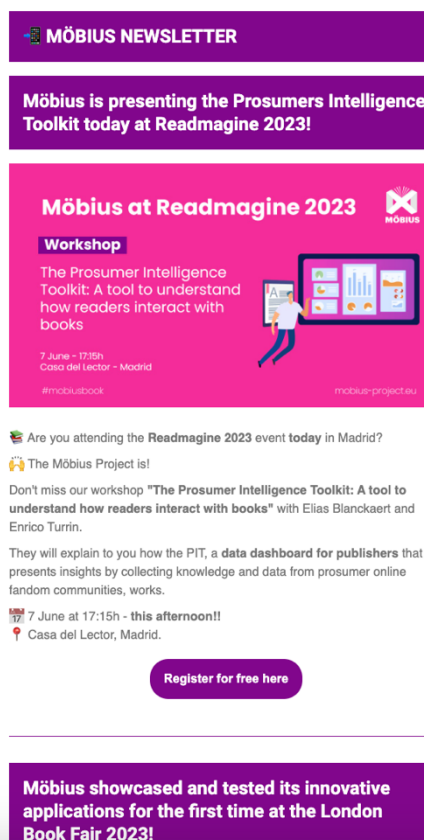 MÖBIUS NEWSLETTER
Möbius is presenting the Prosumers Intelligence
Toolkit today at Readmagine 2023!
Möbius at Readmagine 2023
MÖBIUS
Workshop
The Prosumer Intelligence
Toolkit: A tool to understand
how readers interact with
books
A
7 June - 17:15h
Casa del Lector - Madrid
#mobiusbook
mobius-project.eu
Are you attending the Readmagine 2023 event today in Madrid?
The Möbius Project is!
Don't miss our workshop "The Prosumer Intelligence Toolkit: A tool to
understand how readers interact with books" with Elias Blanckaert and
Enrico Turrin.
They will explain to you how the PIT, a data dashboard for publishers that
presents insights by collecting knowledge and data from prosumer online
fandom communities, works.
7 June at 17:15h - this afternoon!!
Casa del Lector, Madrid.
Register for free here
Möbius showcased and tested its innovative
applications for the first time at the London
Book Fair 2023!